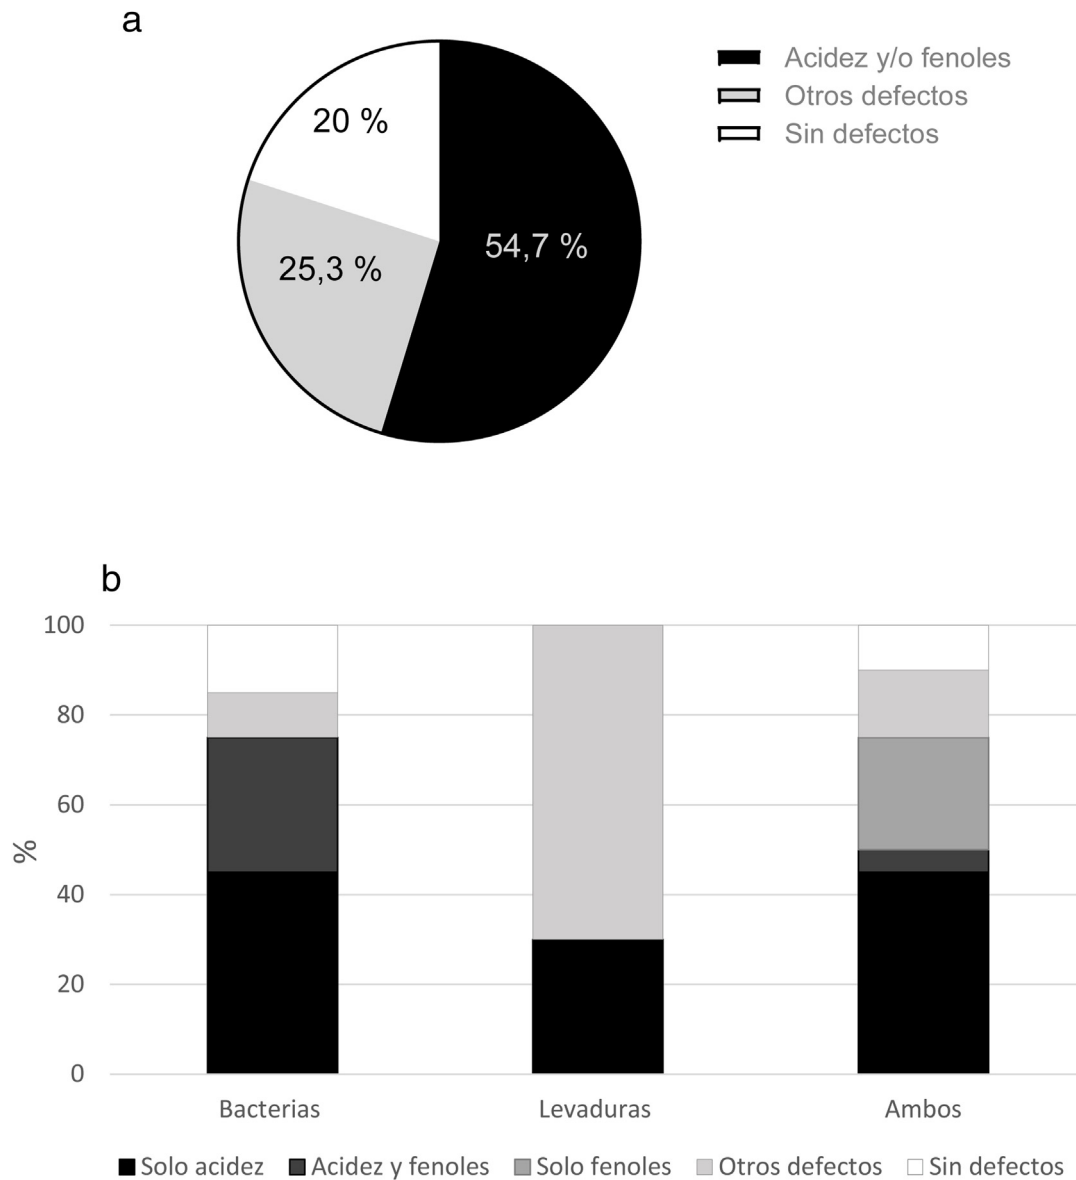 a
Acidez y/o fenoles
Otros defectos
Sin defectos
20 %
54,7 %
25,3 %
b
100
80
60
40
20
0
%
Bacterias
Levaduras
Ambos
Solo acidez
Acidez y fenoles
Solo fenoles
Otros defectos
Sin defectos